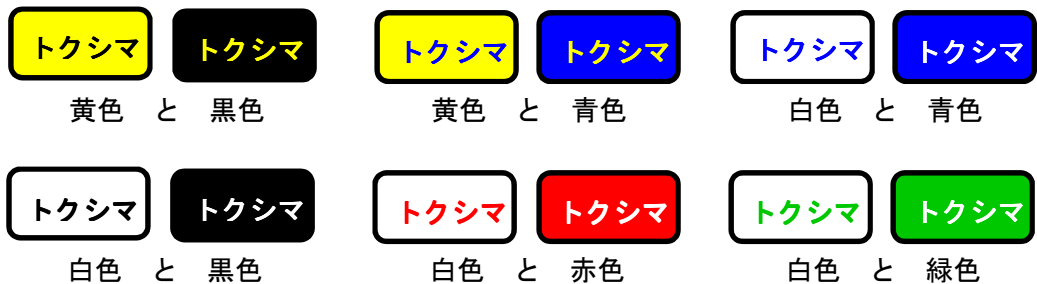 トクシマ トクシマ トクシマ トクシマ トクシマ トクシマ
黄色 と 黒色 黄色 と 青色 白色 と 青色
トクシマ トクシマ トクシマ トクシマ トクシマ トクシマ
白色 と 黒色 白色 と 赤色 白色 と 緑色